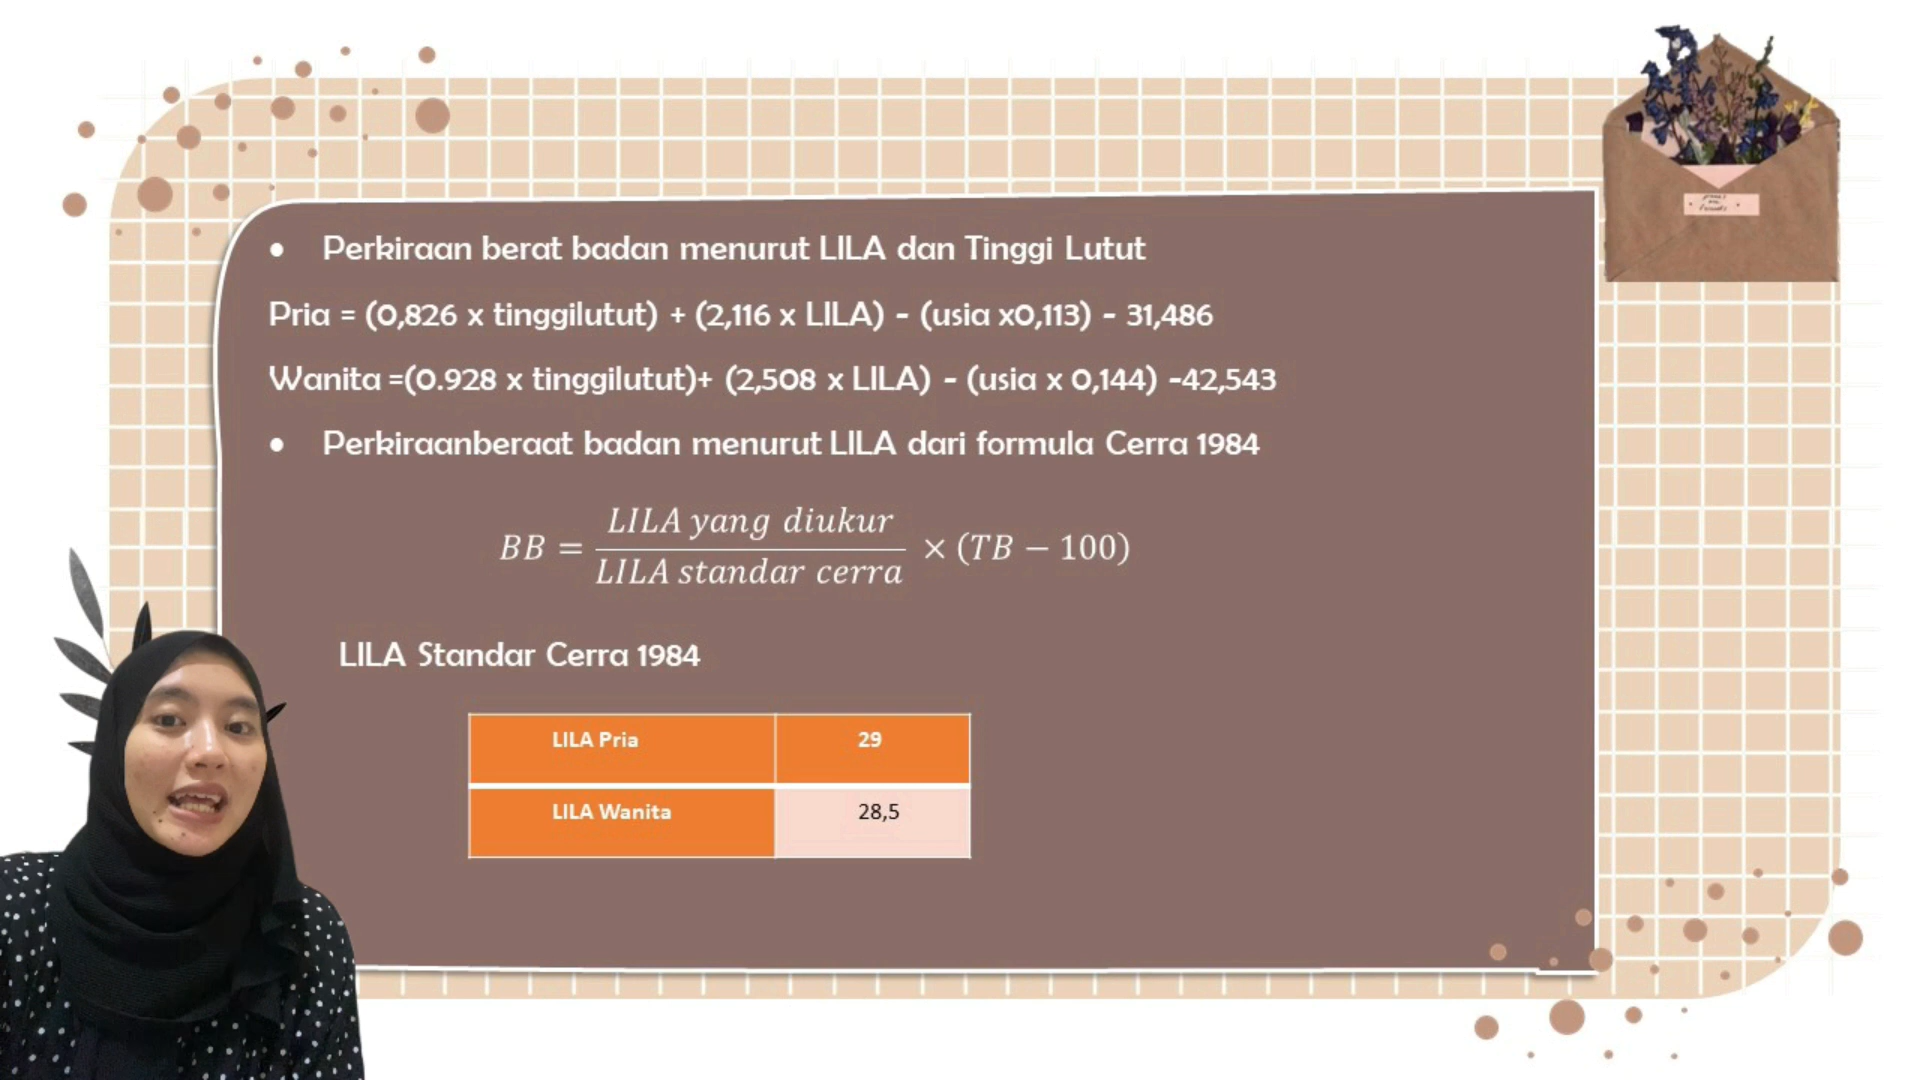 • Perkiraan berat badan menurut LILA dan Tinggi Lutut
Pria = (0,826 x tinggilutut) + (2,116 x LILA) - (usia x0,113) - 31,486
Wanita =(0.928 x tinggilutut)+ (2,508 x LILA) - (usia x 0,144) -42,543
• Perkiraanberaat badan menurut LILA dari formula Cerra 1984
LILA yang diukur
BB = × (TB − 100)
LILA standar cerra
LILA Standar Cerra 1984
LILA Pria 29
LILA Wanita 28,5